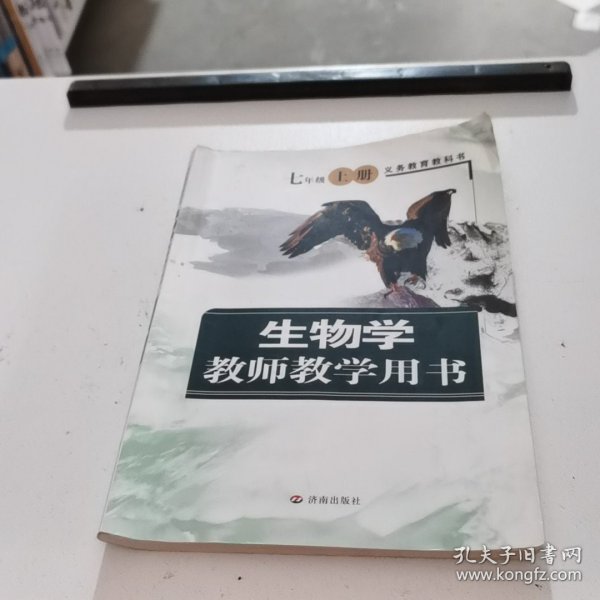 七年级 上册 义务教育教科书
生物学
教师教学用书
济南出版社
孔夫子旧书网
www.kongfz.com